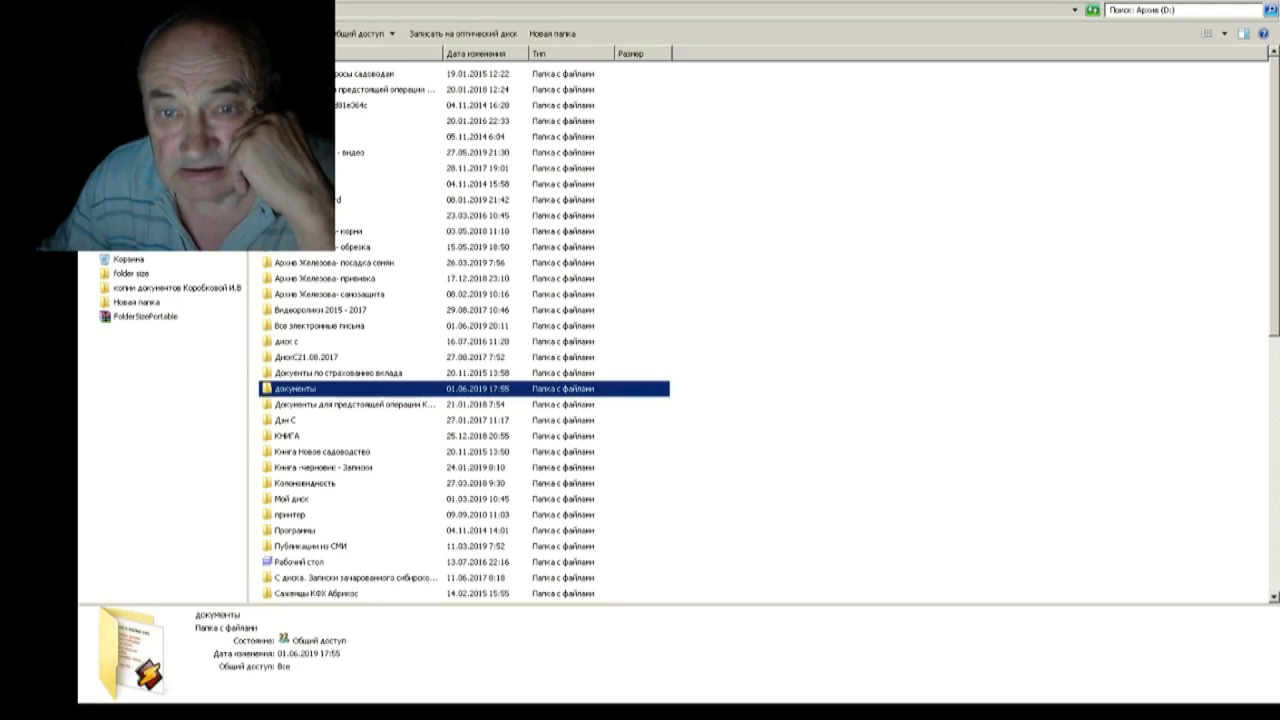 Поиск: Архив (D:)
бщий доступ Записать на оптический диск Новая папка
Дата изменения Тип Размер
росы садоводам 19.01.2015 12:22 Папка с файлами
предстоящей операции ... 20.01.2018 12:24 Папка с файлами
d81e364c 04.11.2014 16:28 Папка с файлами
20.01.2016 22:33 Папка с файлами
05.11.2014 6:04 Папка с файлами
- видео 27.05.2019 21:30 Папка с файлами
28.11.2017 19:01 Папка с файлами
04.11.2014 15:58 Папка с файлами
rd 08.01.2019 21:42 Папка с файлами
23.03.2016 10:45 Папка с файлами
- корни 03.05.2018 11:18 Папка с файлами
- обрезка 15.05.2019 18:50 Папка с файлами
Архив Железова- посадка семян 26.03.2019 7:56 Папка с файлами
Архив Железова- прививка 17.12.2018 23:10 Папка с файлами
Архив Железова- самозащита 08.02.2019 10:16 Папка с файлами
Видеоролики 2015 - 2017 29.08.2017 10:46 Папка с файлами
Все электронные письма 01.06.2019 20:11 Папка с файлами
диск с 16.07.2016 11:28 Папка с файлами
ДискС21.08.2017 27.08.2017 7:52 Папка с файлами
Докуенты по страхованию вклада 20.11.2015 13:58 Папка с файлами
документы 01.06.2019 17:55 Папка с файлами
Документы для предстоящей операции К... 21.01.2018 7:54 Папка с файлами
Дэн С 27.01.2017 11:17 Папка с файлами
КНИГА 25.12.2018 20:55 Папка с файлами
Книга Новое садоводство 20.11.2015 13:50 Папка с файлами
Книга -черновик - Записки 24.01.2019 8:10 Папка с файлами
Колоновидность 27.03.2018 9:30 Папка с файлами
Мой диск 01.03.2019 10:45 Папка с файлами
принтер 09.09.2010 11:03 Папка с файлами
Программы 04.11.2014 14:01 Папка с файлами
Публикации из СМИ 11.03.2019 7:52 Папка с файлами
Рабочий стол 13.07.2016 22:16 Папка с файлами
С диска. Записки зачарованного сибироко... 11.06.2017 8:18 Папка с файлами
Саженцы КФХ Абрикос 14.02.2015 15:55 Папка с файлами
Корзина
folder size
копии документов Коробковой И.В
Новая папка
FolderSizePortable
документы
Папка с файлами
Состояние: Общий доступ
Дата изменения: 01.06.2019 17:55
Общий доступ: Все